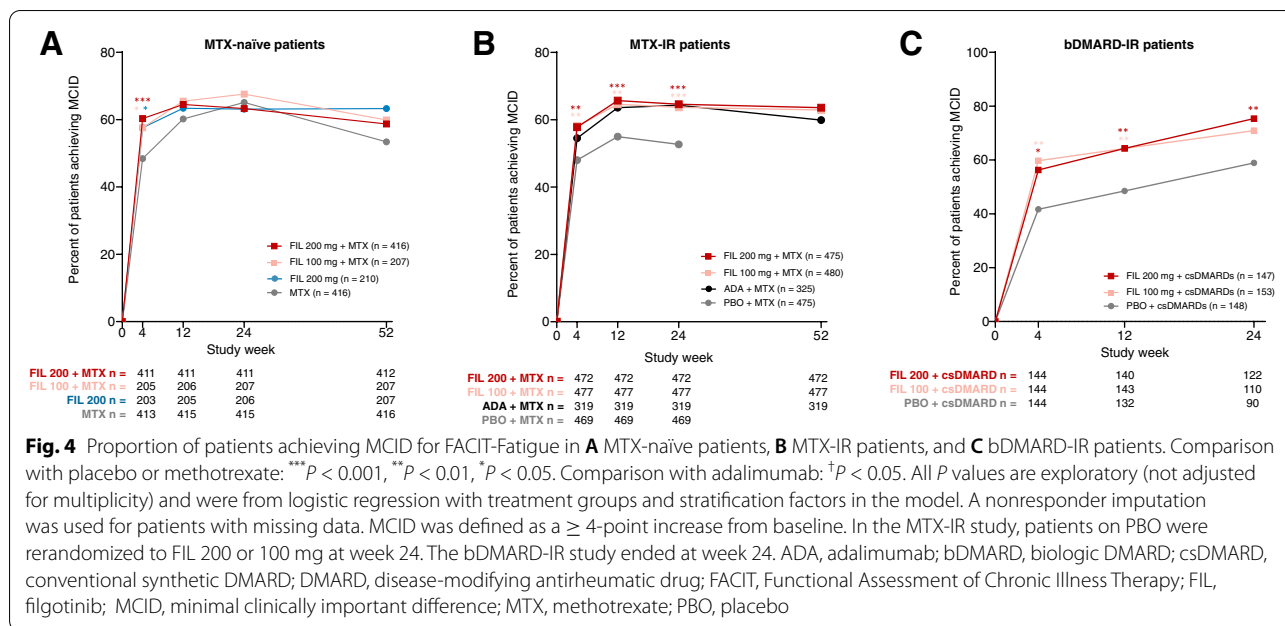 A
MTX-naïve patients
Percent of patients achieving MCID
80
60
40
20
0
***
* *
FIL 200 mg + MTX (n = 416)
FIL 100 mg + MTX (n = 207)
FIL 200 mg (n = 210)
MTX (n = 416)
0 4 12 24 52
Study week
FIL 200 + MTX n = 411 411 411 412
FIL 100 + MTX n = 205 206 207 207
FIL 200 n = 203 205 206 207
MTX n = 413 415 415 416
B
MTX-IR patients
Percent of patients achieving MCID
80
60
40
20
0
** *** ***
** ** ***
FIL 200 mg + MTX (n = 475)
FIL 100 mg + MTX (n = 480)
ADA + MTX (n = 325)
PBO + MTX (n = 475)
0 4 12 24 52
Study week
FIL 200 + MTX n = 472 472 472 472
FIL 100 + MTX n = 477 477 477 477
ADA + MTX n = 319 319 319 319
PBO + MTX n = 469 469 469
C
bDMARD-IR patients
Percent of patients achieving MCID
100
80
60
40
20
0
** ** **
* **
FIL 200 mg + csDMARDs (n = 147)
FIL 100 mg + csDMARDs (n = 153)
PBO + csDMARDs (n = 148)
0 4 12 24
Study week
FIL 200 + csDMARD n = 144 140 122
FIL 100 + csDMARD n = 144 143 110
PBO + csDMARD n = 144 132 90
Fig. 4 Proportion of patients achieving MCID for FACIT-Fatigue in A MTX-naïve patients, B MTX-IR patients, and C bDMARD-IR patients. Comparison
with placebo or methotrexate: ***P < 0.001, **P < 0.01, *P < 0.05. Comparison with adalimumab: †P < 0.05. All P values are exploratory (not adjusted
for multiplicity) and were from logistic regression with treatment groups and stratification factors in the model. A nonresponder imputation
was used for patients with missing data. MCID was defined as a ≥ 4-point increase from baseline. In the MTX-IR study, patients on PBO were
rerandomized to FIL 200 or 100 mg at week 24. The bDMARD-IR study ended at week 24. ADA, adalimumab; bDMARD, biologic DMARD; csDMARD,
conventional synthetic DMARD; DMARD, disease-modifying antirheumatic drug; FACIT, Functional Assessment of Chronic Illness Therapy; FIL,
filgotinib; MCID, minimal clinically important difference; MTX, methotrexate; PBO, placebo